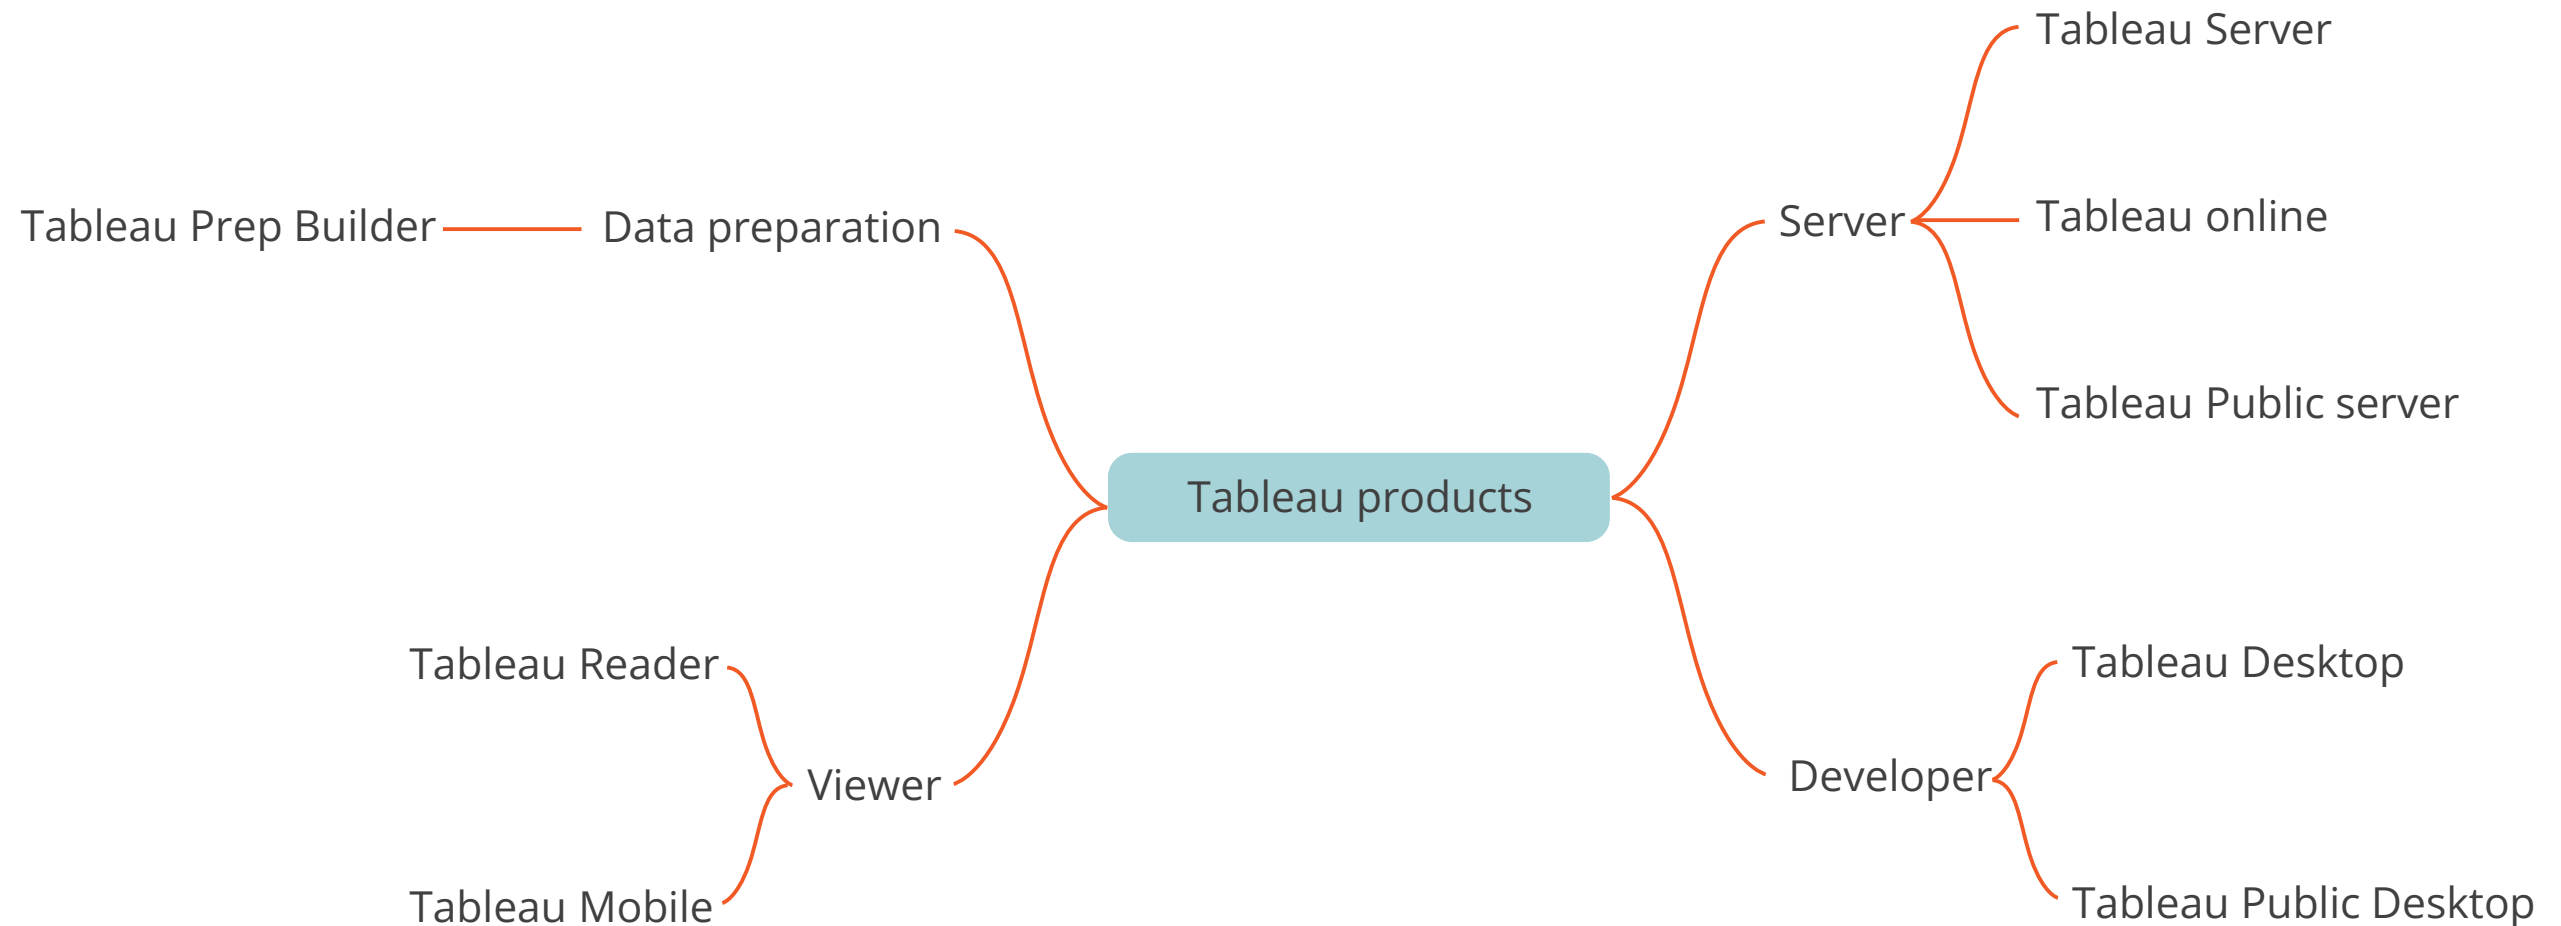 Tableau Server
Tableau Prep Builder
Data preparation
Server
Tableau online
Tableau Public server
Tableau products
Tableau Reader
Tableau Desktop
Viewer
Developer
Tableau Mobile
Tableau Public Desktop